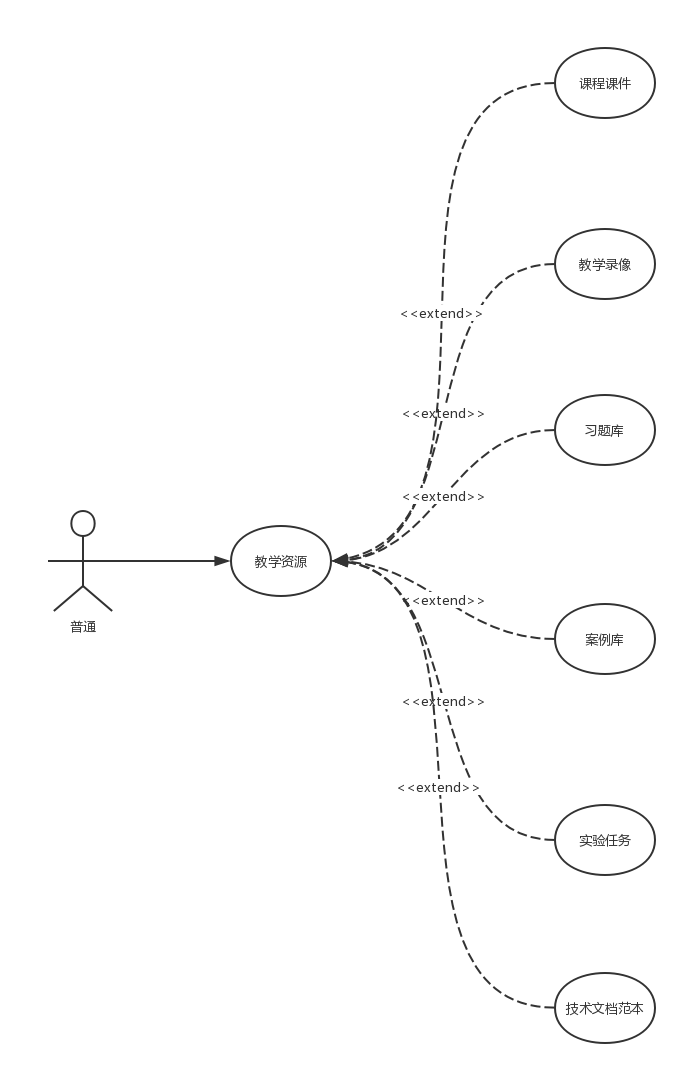 课程课件
教学录像
<<extend>>
<<extend>>
习题库
<<extend>>
教学资源
<<extend>>
普通
案例库
<<extend>>
<<extend>>
实验任务
技术文档范本